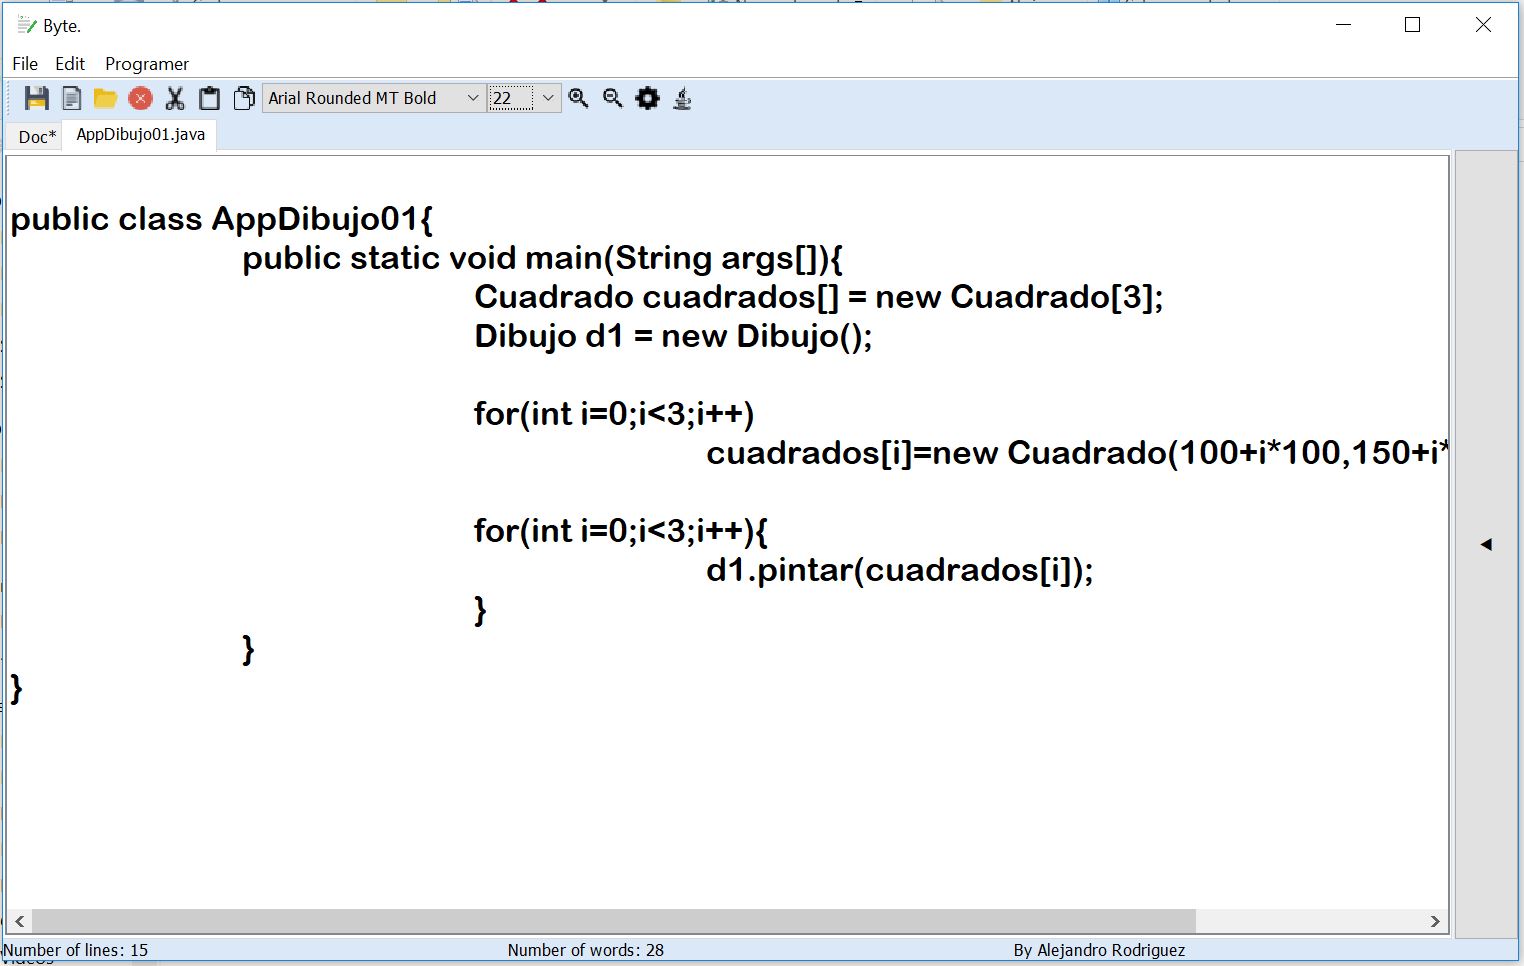 Byte.
File Edit Programer
Arial Rounded MT Bold 22
Doc* AppDibujo01.java
public class AppDibujo01{
public static void main(String args[]){
Cuadrado cuadrados[] = new Cuadrado[3];
Dibujo d1 = new Dibujo();
for(int i=0;i<3;i++)
cuadrados[i]=new Cuadrado(100+i*100,150+i*
for(int i=0;i<3;i++){
d1.pintar(cuadrados[i]);
}
}
}
Number of lines: 15 Number of words: 28 By Alejandro Rodriguez